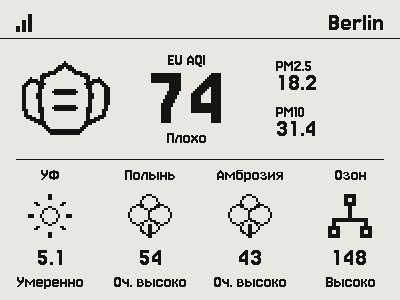 Berlin
EU AQI
74
Плохо
PM2.5
18.2
PM10
31.4
УФ Полынь Амброзия Озон
5.1 54 43 148
Умеренно Оч. высоко Оч. высоко Высоко